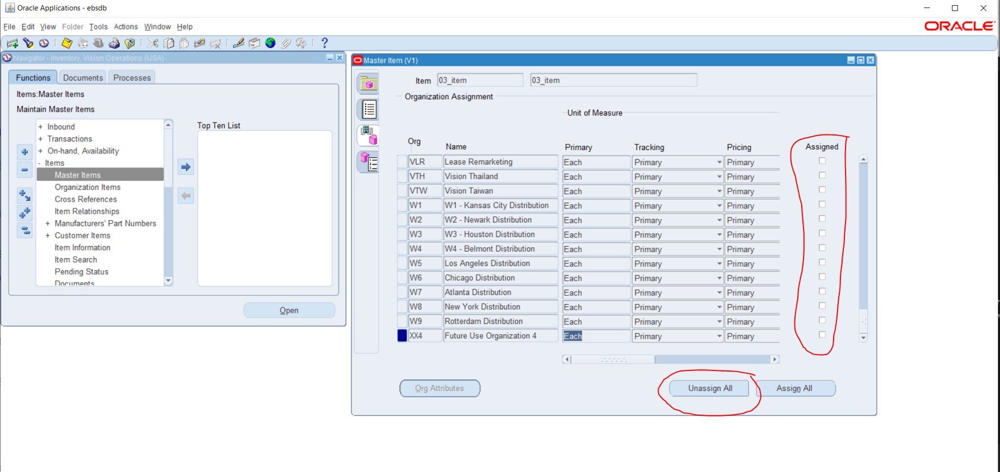 Oracle Applications - ebsdb
File Edit View Folder Tools Actions Window Help
ORACLE
Navigator - Inventory, Vision Operations (USA)
Functions Documents Processes
Items:Master Items
Maintain Master Items
+ Inbound
+ Transactions
+ On-hand, Availability
- Items
Master Items
Organization Items
Cross References
Item Relationships
+ Manufacturers' Part Numbers
+ Customer Items
Item Information
Item Search
Pending Status
Documents
Top Ten List
Open
Master Item (V1)
Item 03_item 03_item
Organization Assignment
Unit of Measure
Org Name Primary Tracking Pricing Assigned
VLR Lease Remarketing Each Primary Primary
VTH Vision Thailand Each Primary Primary
VTW Vision Taiwan Each Primary Primary
W1 W1 - Kansas City Distribution Each Primary Primary
W2 W2 - Newark Distribution Each Primary Primary
W3 W3 - Houston Distribution Each Primary Primary
W4 W4 - Belmont Distribution Each Primary Primary
W5 Los Angeles Distribution Each Primary Primary
W6 Chicago Distribution Each Primary Primary
W7 Atlanta Distribution Each Primary Primary
W8 New York Distribution Each Primary Primary
W9 Rotterdam Distribution Each Primary Primary
XX4 Future Use Organization 4 Each Primary Primary
Org Attributes Unassign All Assign All